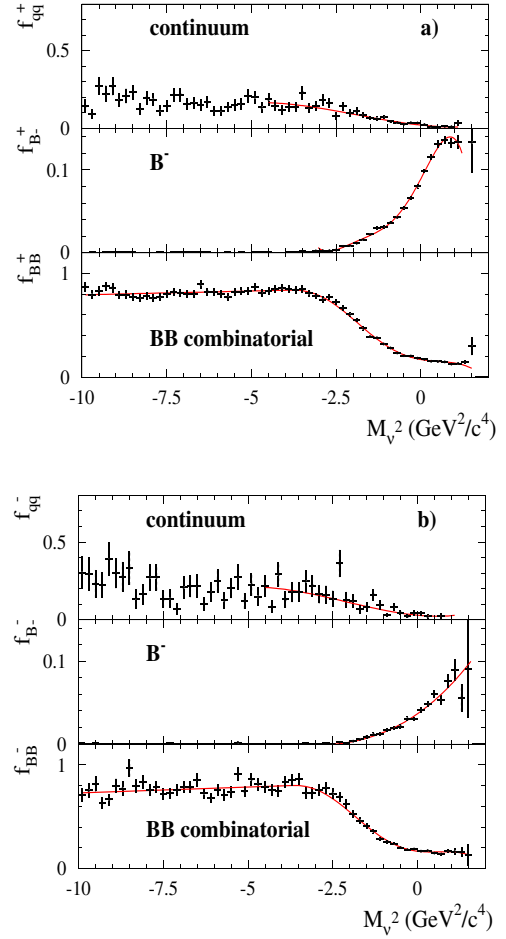 f+qq
continuum
a)
0.5
0
f+B-
B-
0.1
0
f+BB
1
BB combinatorial
0
-10 -7.5 -5 -2.5 0
Mν2 (GeV2/c4)
f-qq
continuum
b)
0.5
0
f-B-
B-
0.1
0
f-BB
1
BB combinatorial
0
-10 -7.5 -5 -2.5 0
Mν2 (GeV2/c4)